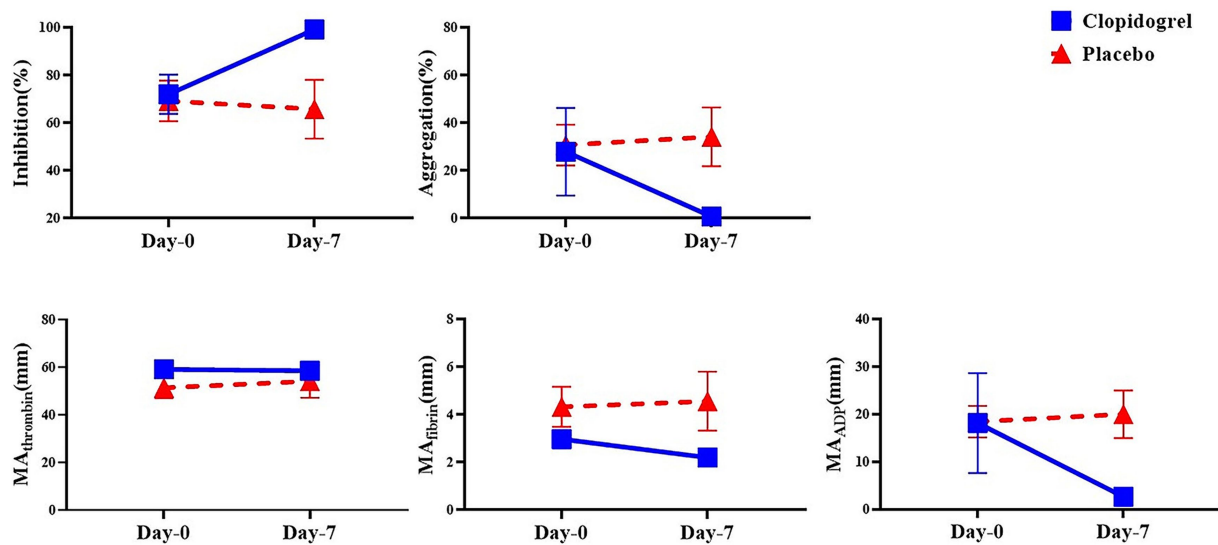 Clopidogrel
Placebo
Inhibition(%)
100
80
60
40
20
Day-0 Day-7
Aggregation(%)
80
60
40
20
0
Day-0 Day-7
MAthrombin(mm)
80
60
40
20
0
Day-0 Day-7
MAfibrin(mm)
8
6
4
2
0
Day-0 Day-7
MAADP(mm)
40
30
20
10
0
Day-0 Day-7